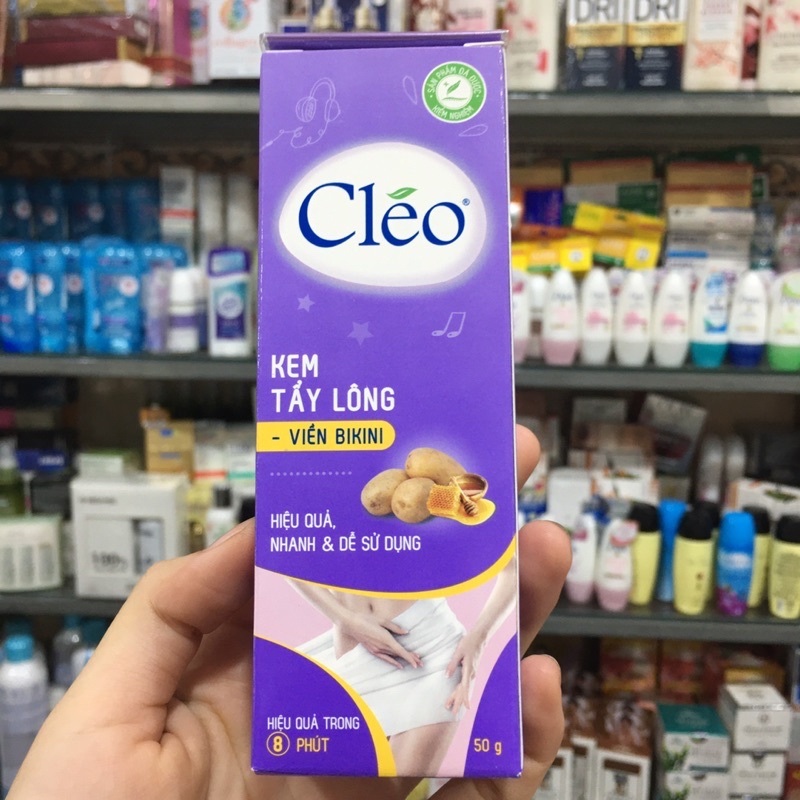 SẢN PHẨM ĐÃ ĐƯỢC
KIỂM NGHIỆM
Cléo®
KEM
TẨY LÔNG
- VIỀN BIKINI
HIỆU QUẢ,
NHANH & DỄ SỬ DỤNG
HIỆU QUẢ TRONG
8 PHÚT
50 g
DRI
DRI